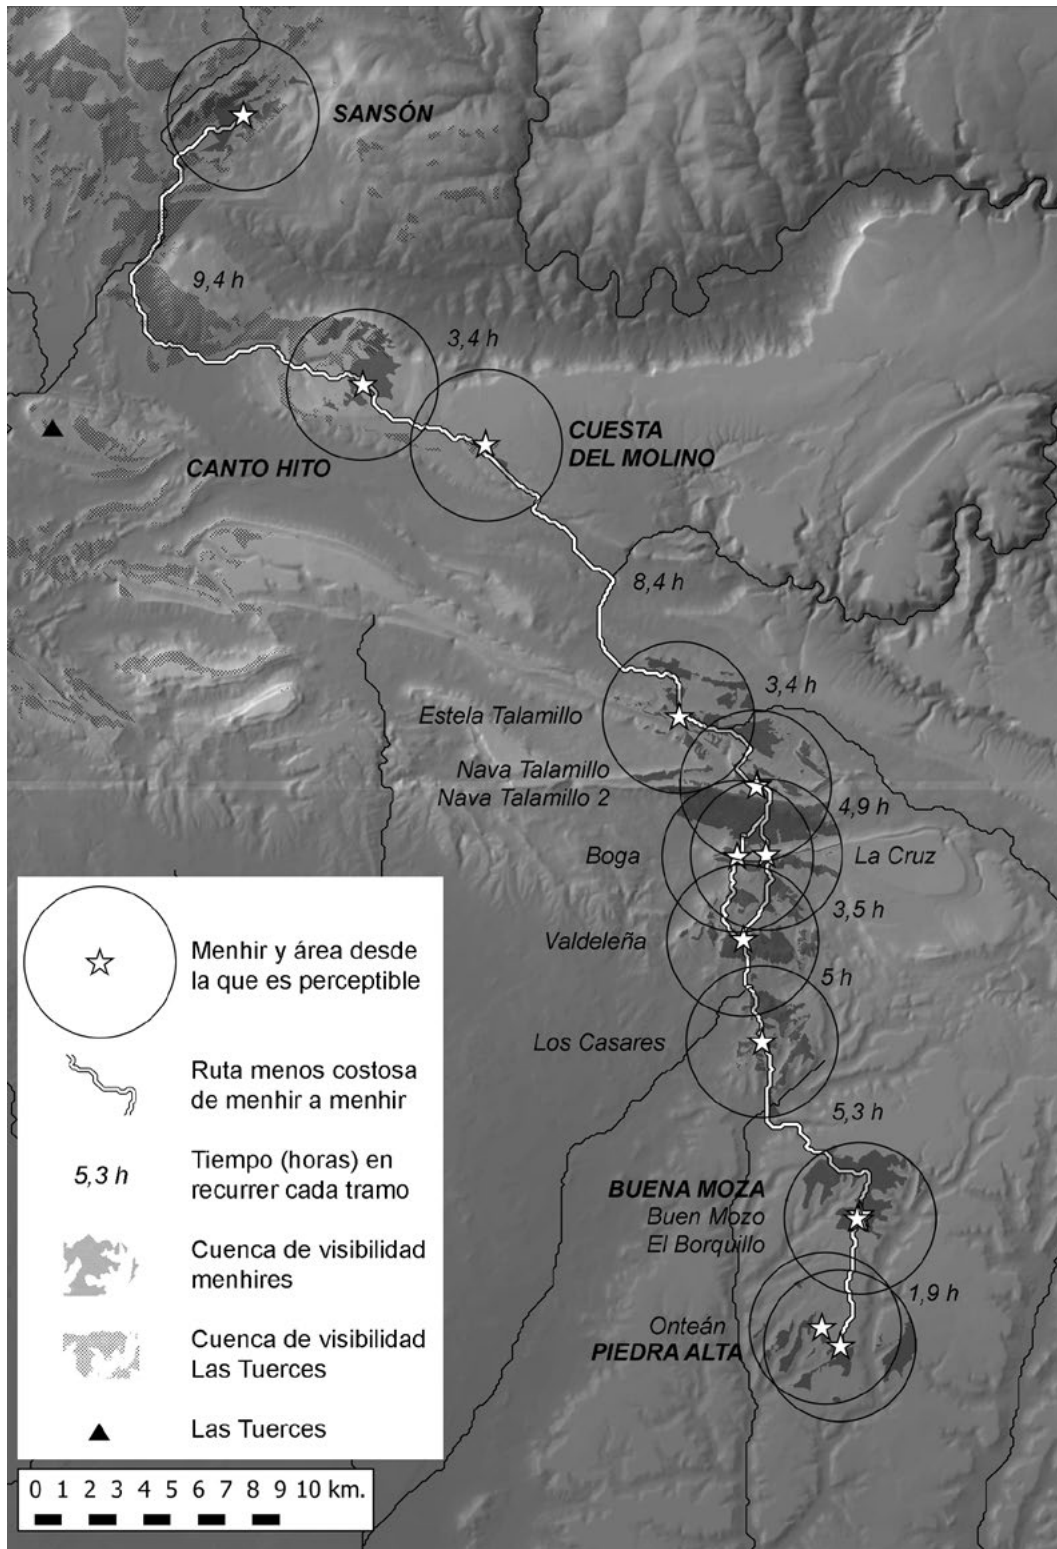 SANSÓN
9,4 h
3,4 h
CUESTA
DEL MOLINO
CANTO HITO
8,4 h
3,4 h
Estela Talamillo
Nava Talamillo
Nava Talamillo 2
4,9 h
Boga
La Cruz
3,5 h
Valdeleña
5 h
Los Casares
5,3 h
BUENA MOZA
Buen Mozo
El Borquillo
1,9 h
Onteán
PIEDRA ALTA
Menhir y área desde
la que es perceptible
Ruta menos costosa
de menhir a menhir
5,3 h
Tiempo (horas) en
recurrer cada tramo
Cuenca de visibilidad
menhires
Cuenca de visibilidad
Las Tuerces
Las Tuerces
0 1 2 3 4 5 6 7 8 9 10 km.